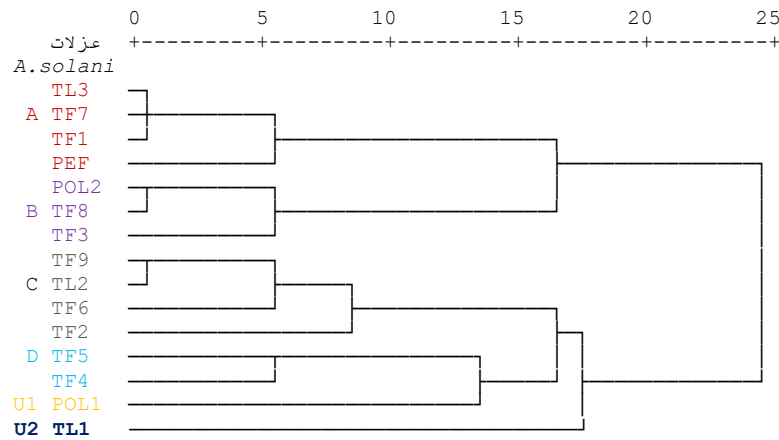 0 5 10 15 20 25
عزلات
A.solani
TL3
A TF7
TF1
PEF
POL2
B TF8
TF3
TF9
C TL2
TF6
TF2
D TF5
TF4
U1 POL1
U2 TL1